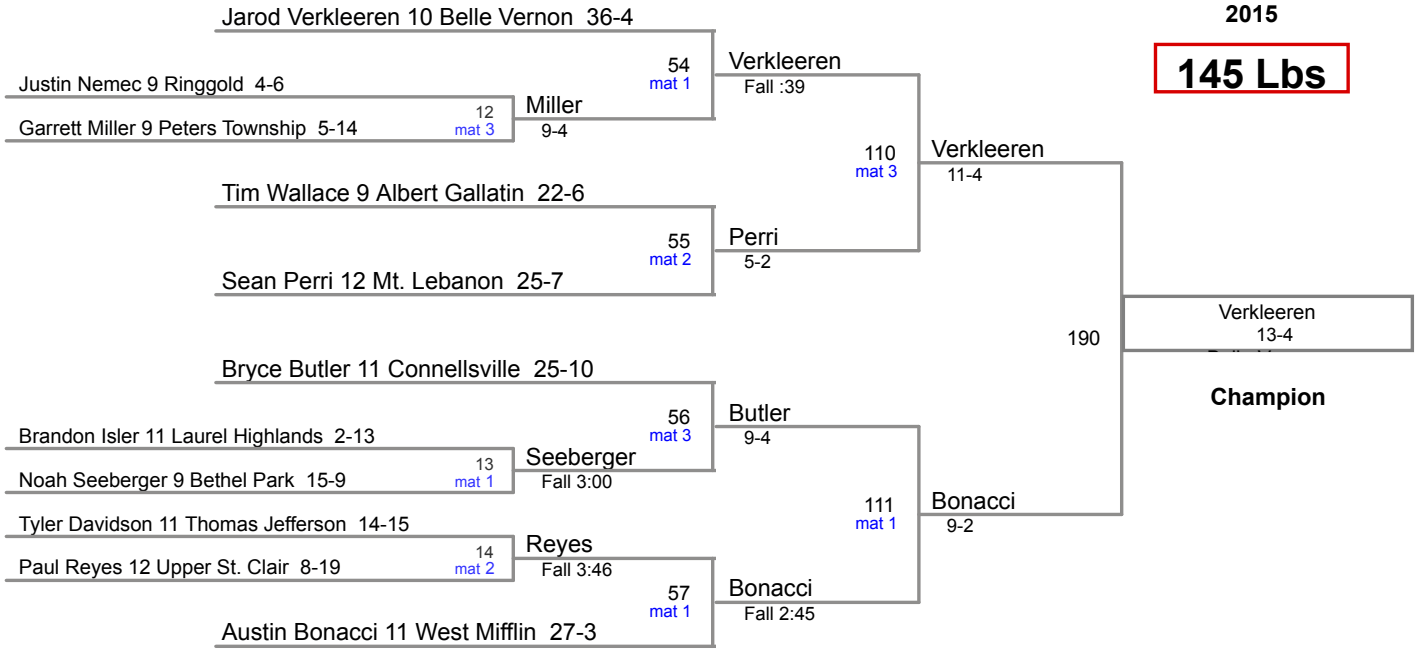 2015
145 Lbs
Jarod Verkleeren 10 Belle Vernon 36-4
54
mat 1
Verkleeren
Fall :39
Justin Nemec 9 Ringgold 4-6
12
mat 3
Miller
9-4
Garrett Miller 9 Peters Township 5-14
110
mat 3
Verkleeren
11-4
Tim Wallace 9 Albert Gallatin 22-6
55
mat 2
Perri
5-2
Sean Perri 12 Mt. Lebanon 25-7
190
Verkleeren
13-4
Champion
Bryce Butler 11 Connellsville 25-10
56
mat 3
Butler
9-4
Brandon Isler 11 Laurel Highlands 2-13
13
mat 1
Seeberger
Fall 3:00
Noah Seeberger 9 Bethel Park 15-9
111
mat 1
Bonacci
9-2
Tyler Davidson 11 Thomas Jefferson 14-15
14
mat 2
Reyes
Fall 3:46
Paul Reyes 12 Upper St. Clair 8-19
57
mat 1
Bonacci
Fall 2:45
Austin Bonacci 11 West Mifflin 27-3